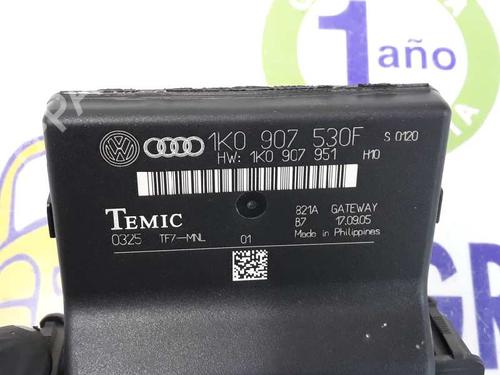 1 año
1K0 907 530F S 0120
HW: 1K0 907 951 H10
TEMIC
821A GATEWAY
B7 17.09.05
0325 TF7-MNL 01 Made in Philippines